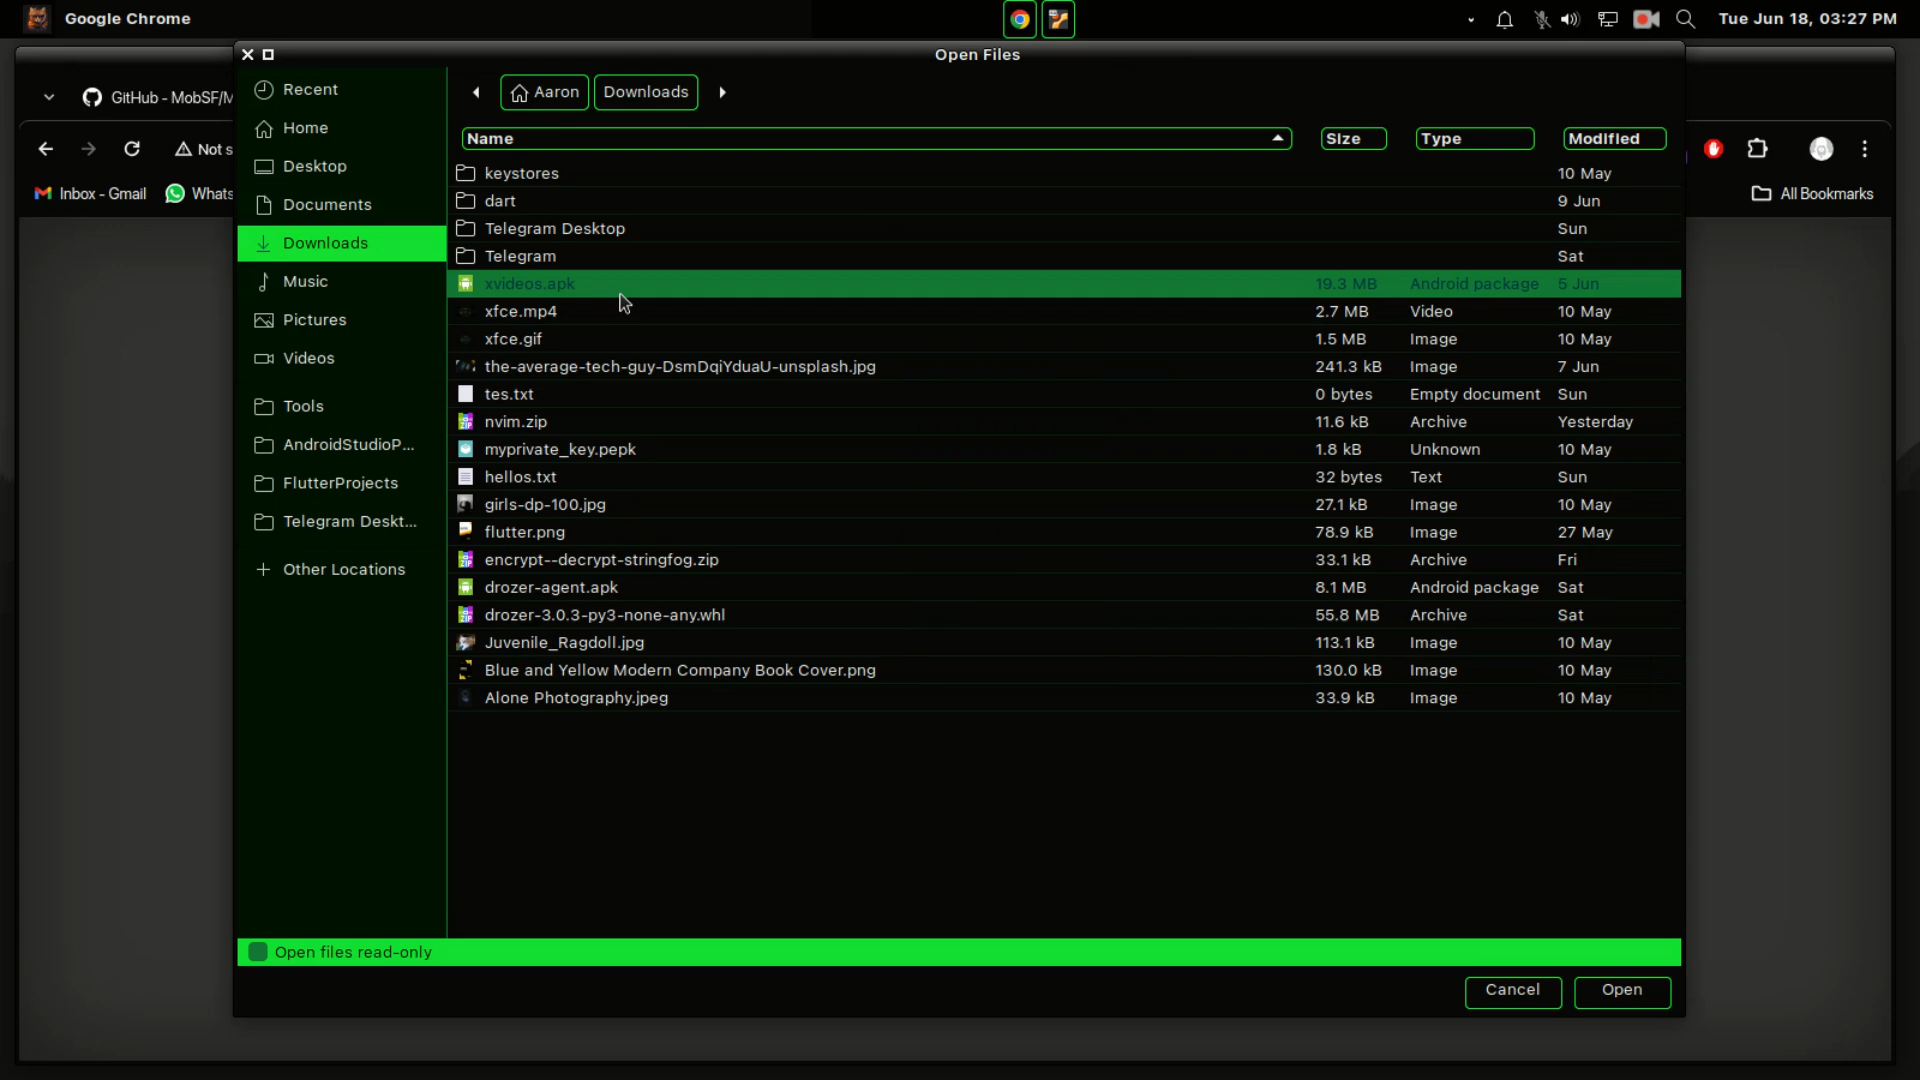 Google Chrome
Tue Jun 18, 03:27 PM
Open Files
GitHub - MobSF/M
Not s
Inbox - Gmail
Whats
All Bookmarks
Recent
Home
Desktop
Documents
Downloads
Music
Pictures
Videos
Tools
AndroidStudioP...
FlutterProjects
Telegram Deskt...
Other Locations
Aaron Downloads
Name Size Type Modified
keystores 10 May
dart 9 Jun
Telegram Desktop Sun
Telegram Sat
xvideos.apk 19.3 MB Android package 5 Jun
xfce.mp4 2.7 MB Video 10 May
xfce.gif 1.5 MB Image 10 May
the-average-tech-guy-DsmDqiYduaU-unsplash.jpg 241.3 kB Image 7 Jun
tes.txt 0 bytes Empty document Sun
nvim.zip 11.6 kB Archive Yesterday
myprivate_key.pepk 1.8 kB Unknown 10 May
hellos.txt 32 bytes Text Sun
girls-dp-100.jpg 27.1 kB Image 10 May
flutter.png 78.9 kB Image 27 May
encrypt--decrypt-stringfog.zip 33.1 kB Archive Fri
drozer-agent.apk 8.1 MB Android package Sat
drozer-3.0.3-py3-none-any.whl 55.8 MB Archive Sat
Juvenile_Ragdoll.jpg 113.1 kB Image 10 May
Blue and Yellow Modern Company Book Cover.png 130.0 kB Image 10 May
Alone Photography.jpeg 33.9 kB Image 10 May
Open files read-only
Cancel Open